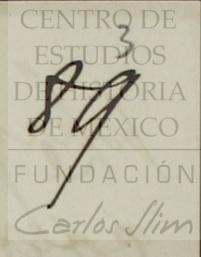 CENTRO DE
ESTUDIOS
DE HISTORIA
DE MÉXICO
FUNDACIÓN
Carlos Slim
3
89